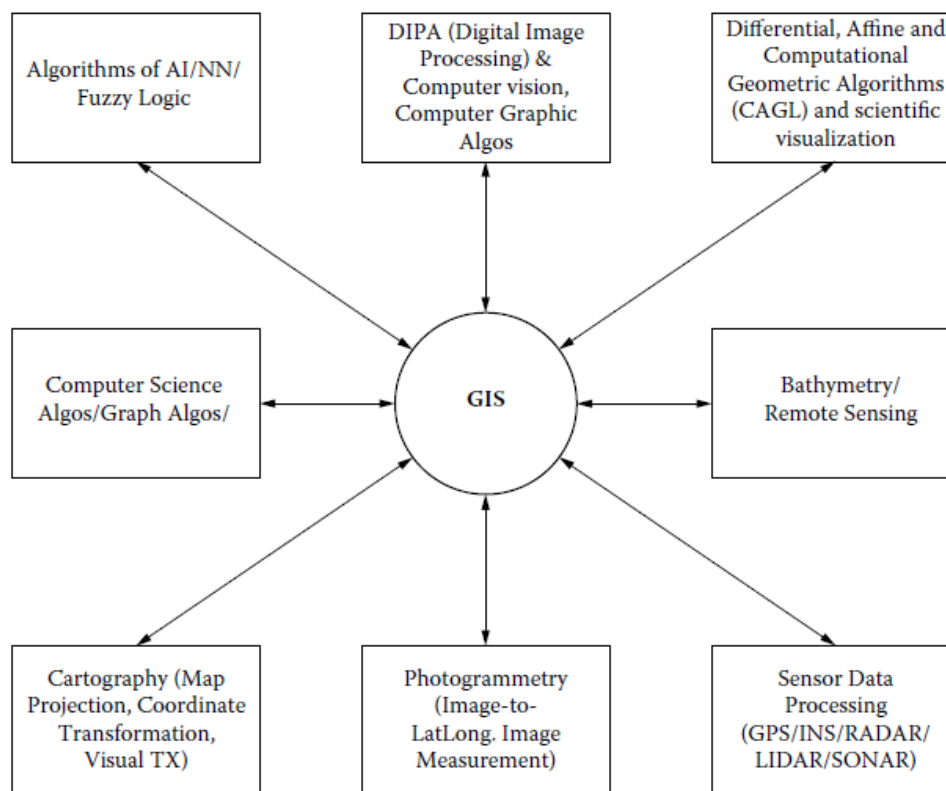 Algorithms of AI/NN/
Fuzzy Logic
DIPA (Digital Image
Processing) &
Computer vision,
Computer Graphic
Algos
Differential, Affine and
Computational
Geometric Algorithms
(CAGL) and scientific
visualization
Computer Science
Algos/Graph Algos/
GIS
Bathymetry/
Remote Sensing
Cartography (Map
Projection, Coordinate
Transformation,
Visual TX)
Photogrammetry
(Image-to-
LatLong. Image
Measurement)
Sensor Data
Processing
(GPS/INS/RADAR/
LIDAR/SONAR)